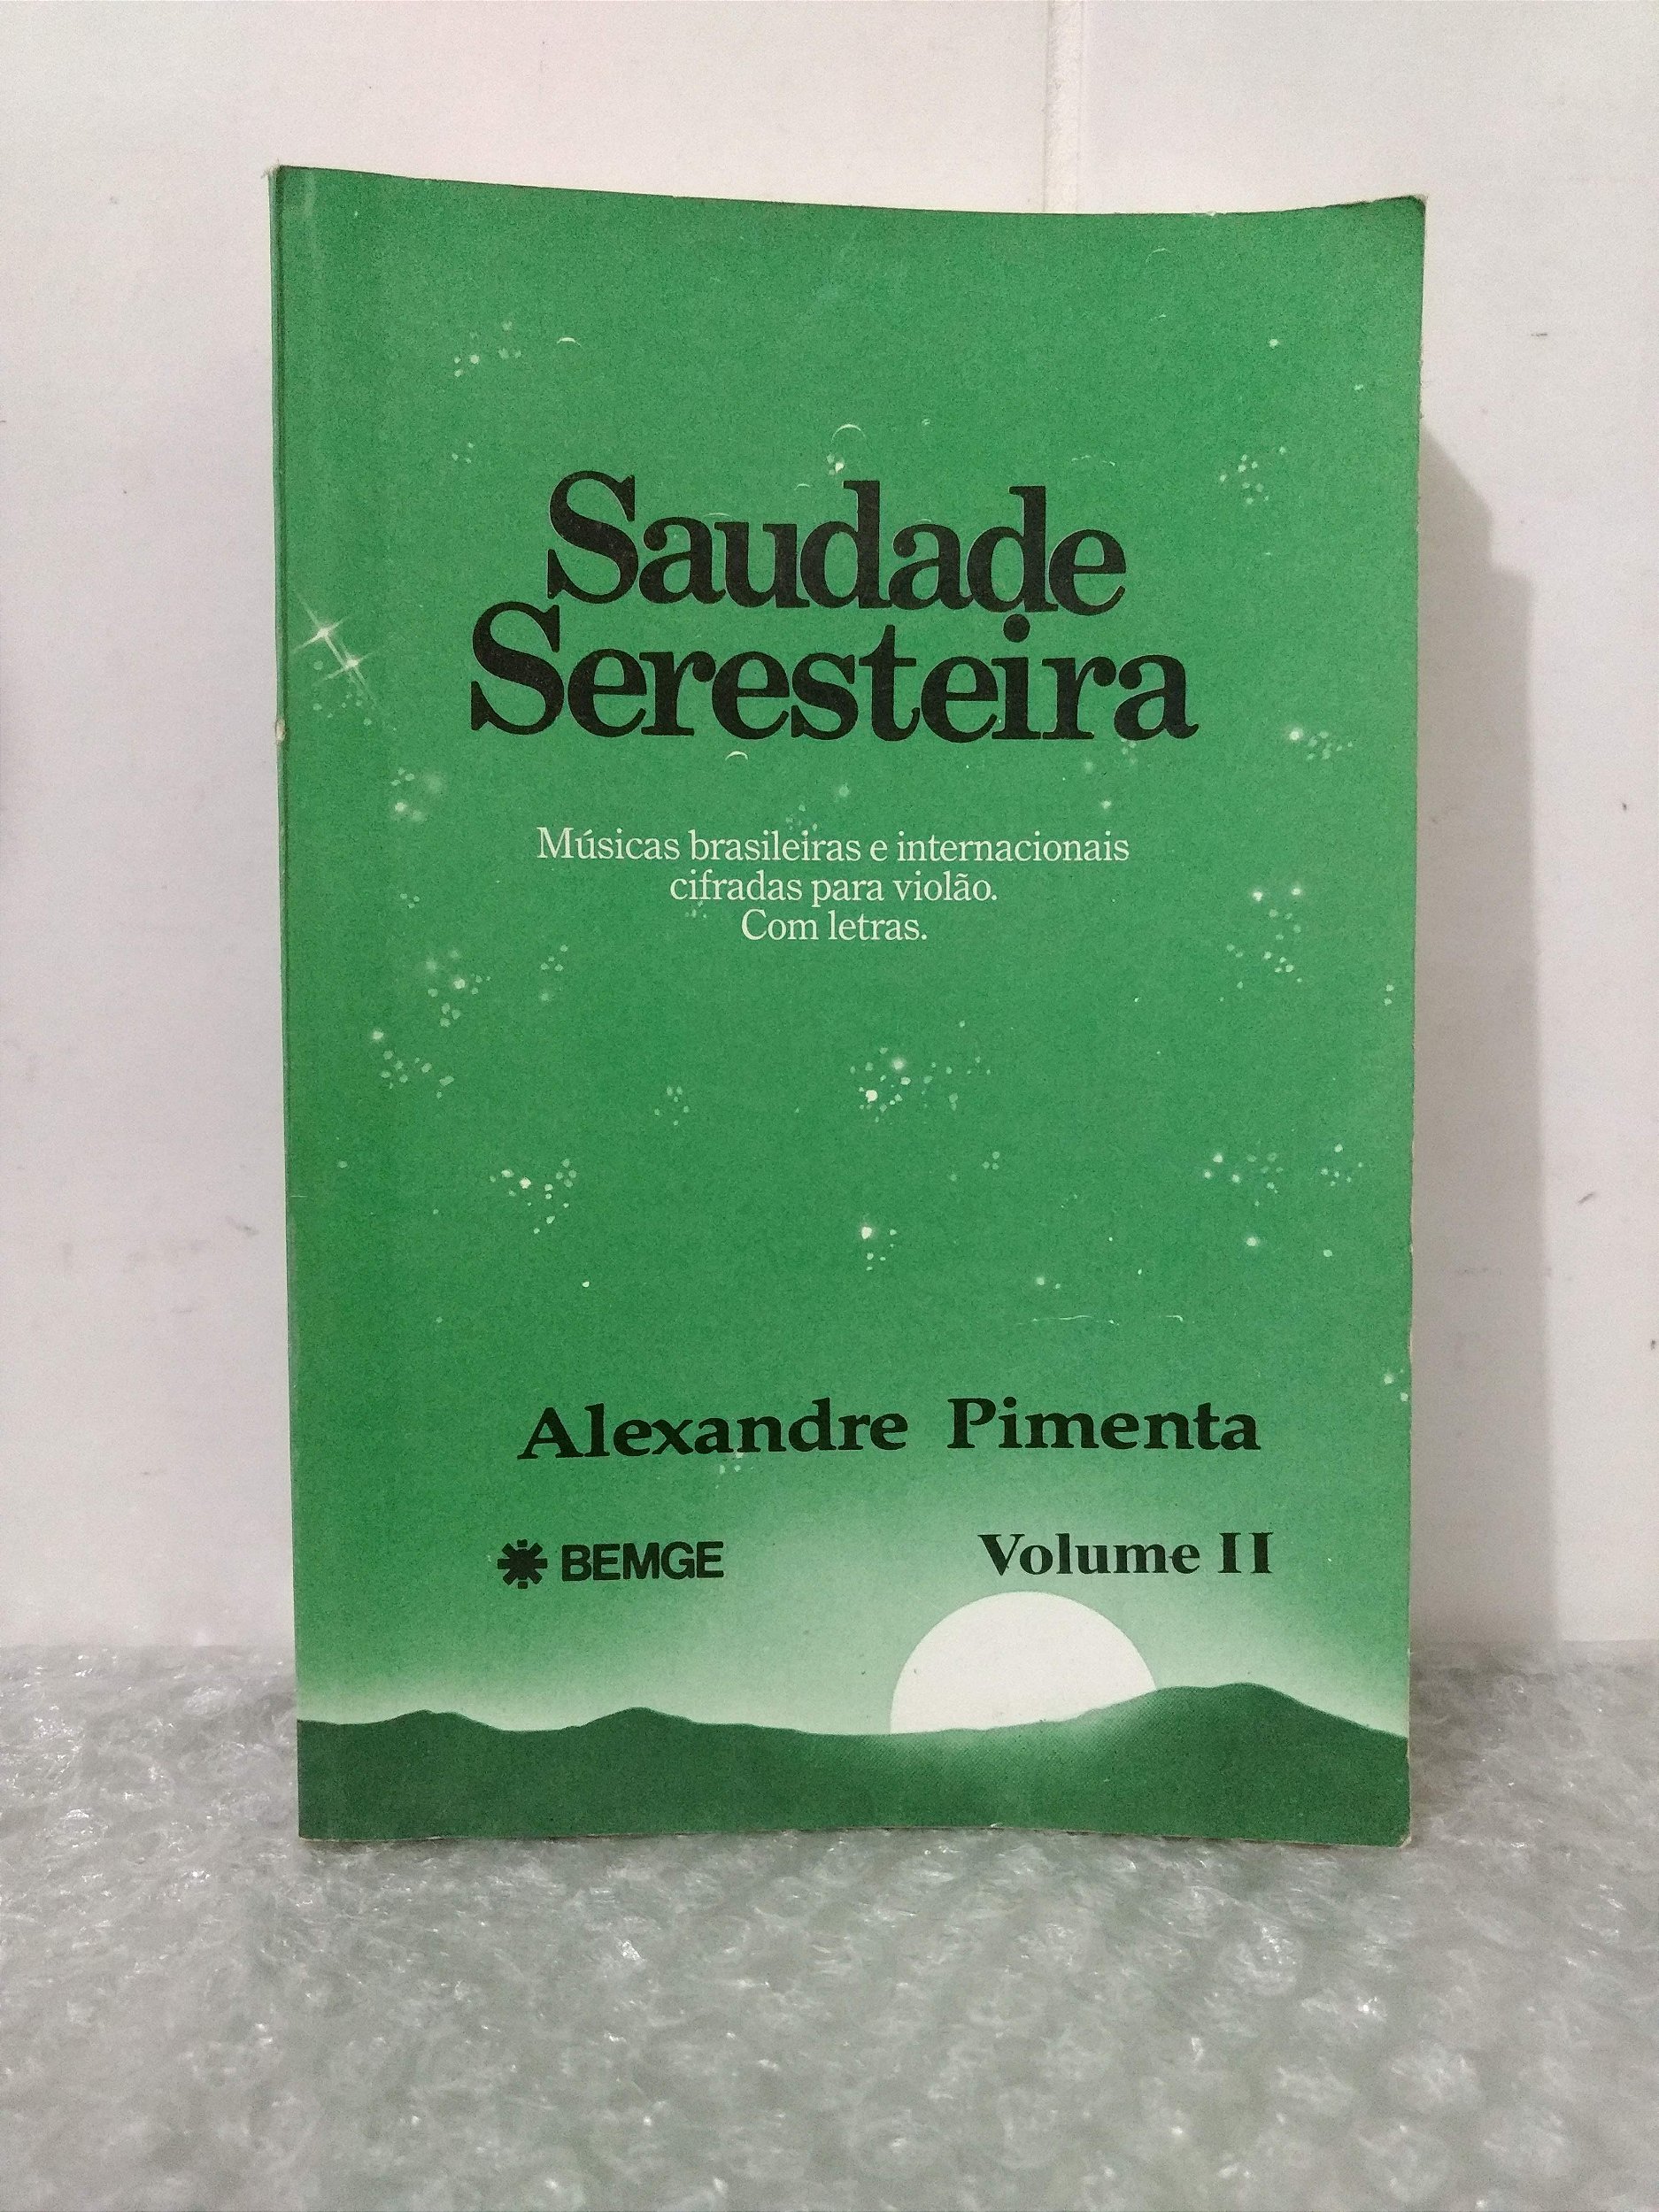 Saudade
Seresteira
Músicas brasileiras e internacionais
cifradas para violão.
Com letras.
Alexandre Pimenta
BEMGE
Volume II